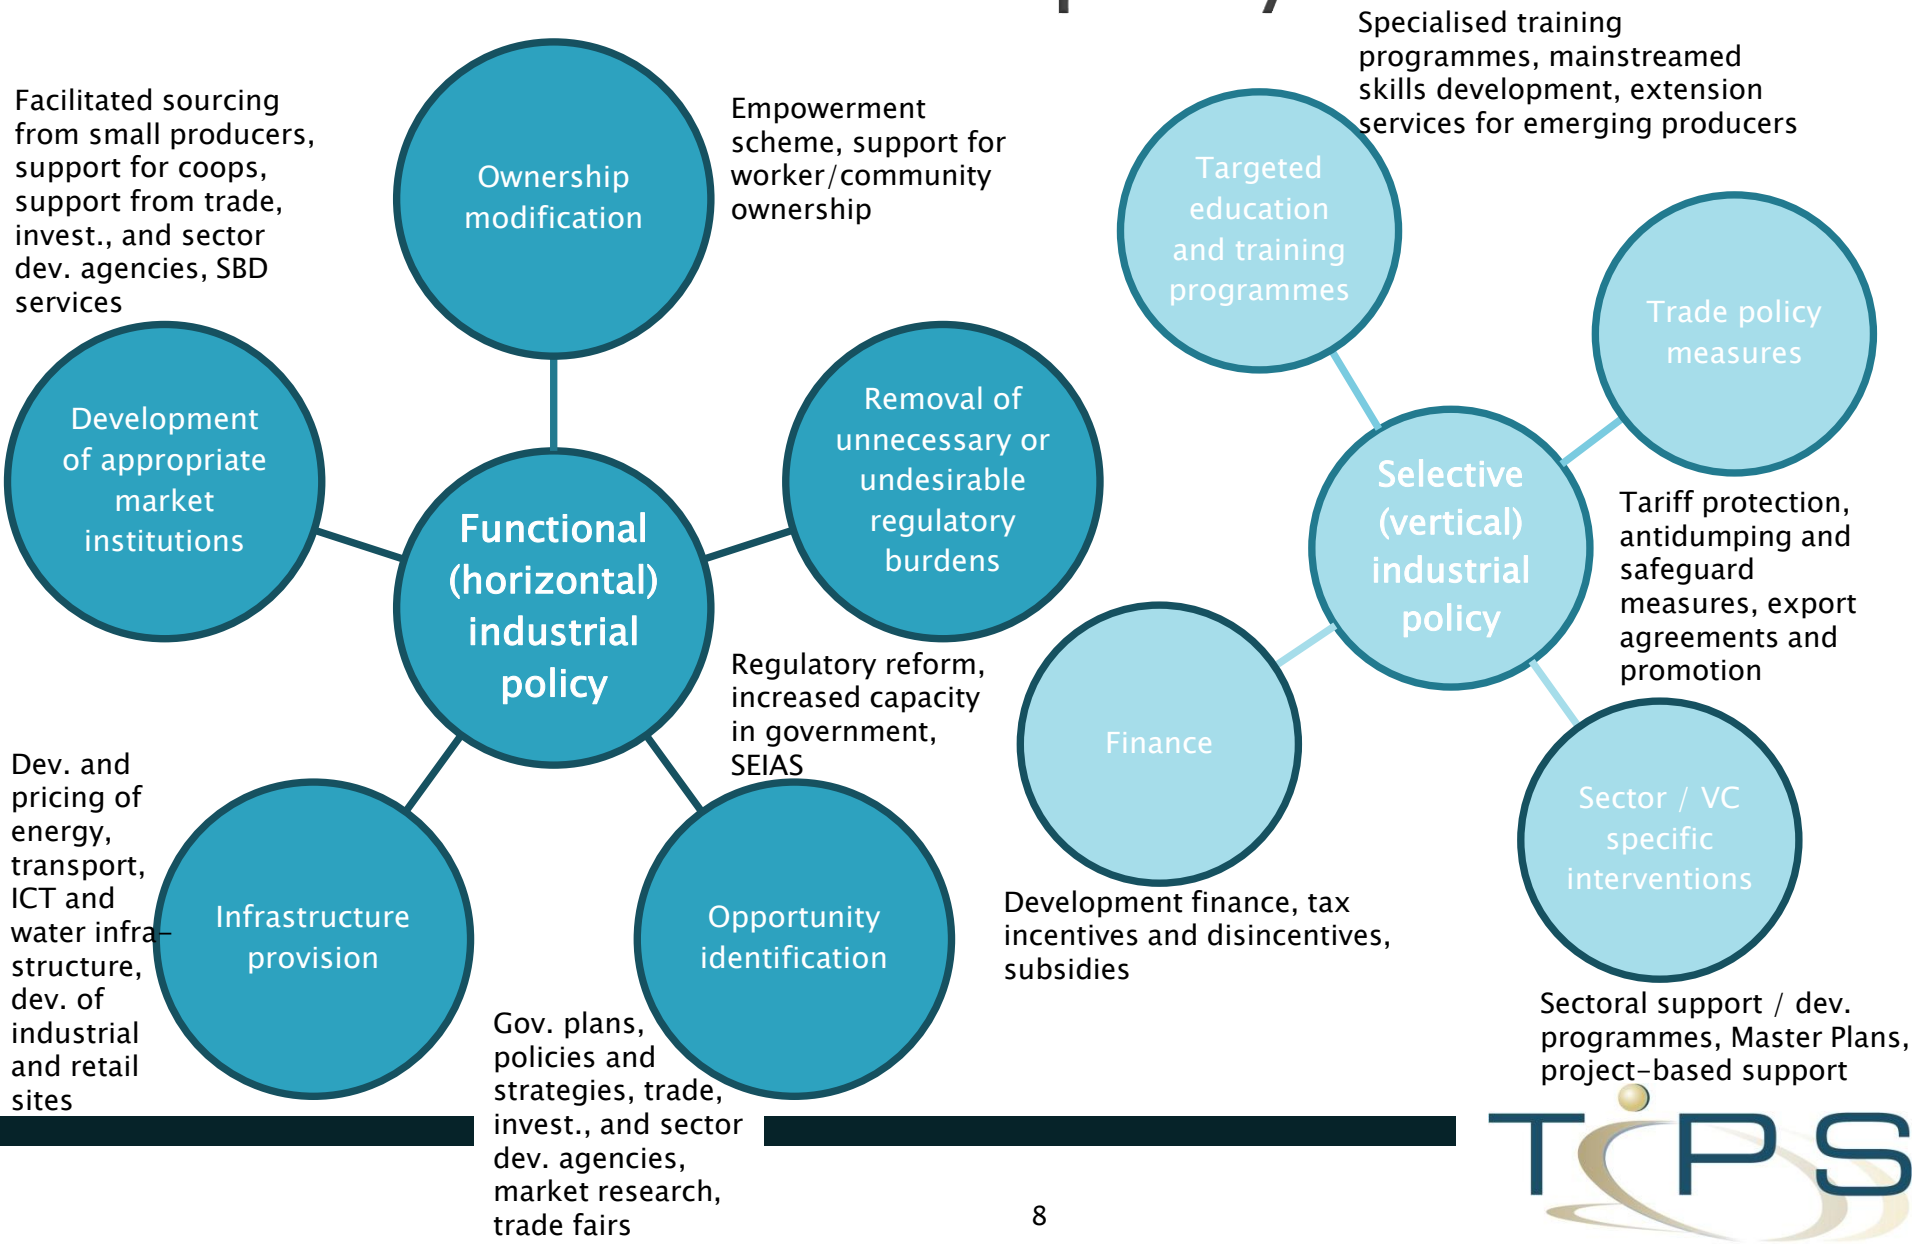 Specialised training
programmes, mainstreamed
skills development, extension
services for emerging producers
Facilitated sourcing
from small producers,
support for coops,
support from trade,
invest., and sector
dev. agencies, SBD
services
Ownership
modification
Empowerment
scheme, support for
worker/community
ownership
Targeted
education
and training
programmes
Trade policy
measures
Development
of appropriate
market
institutions
Removal of
unnecessary or
undesirable
regulatory
burdens
Functional
(horizontal)
industrial
policy
Selective
(vertical)
industrial
policy
Tariff protection,
antidumping and
safeguard
measures, export
agreements and
promotion
Regulatory reform,
increased capacity
in government,
SEIAS
Finance
Dev. and
pricing of
energy,
transport,
ICT and
water infra-
structure,
dev. of
industrial
and retail
sites
Infrastructure
provision
Opportunity
identification
Sector / VC
specific
interventions
Development finance, tax
incentives and disincentives,
subsidies
Gov. plans,
policies and
strategies, trade,
invest., and sector
dev. agencies,
market research,
trade fairs
Sectoral support / dev.
programmes, Master Plans,
project-based support
8
TIPS